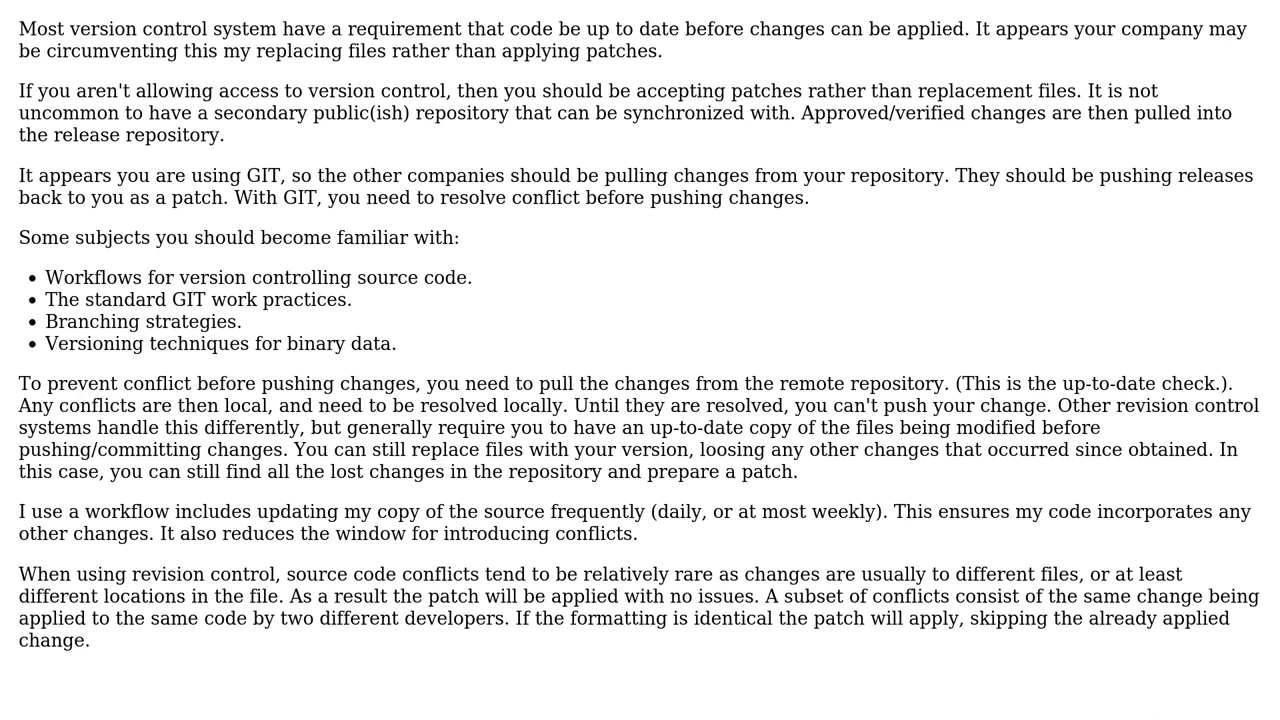 Most version control system have a requirement that code be up to date before changes can be applied. It appears your company may
be circumventing this my replacing files rather than applying patches.
If you aren't allowing access to version control, then you should be accepting patches rather than replacement files. It is not
uncommon to have a secondary public(ish) repository that can be synchronized with. Approved/verified changes are then pulled into
the release repository.
It appears you are using GIT, so the other companies should be pulling changes from your repository. They should be pushing releases
back to you as a patch. With GIT, you need to resolve conflict before pushing changes.
Some subjects you should become familiar with:
• Workflows for version controlling source code.
• The standard GIT work practices.
• Branching strategies.
• Versioning techniques for binary data.
To prevent conflict before pushing changes, you need to pull the changes from the remote repository. (This is the up-to-date check.).
Any conflicts are then local, and need to be resolved locally. Until they are resolved, you can't push your change. Other revision control
systems handle this differently, but generally require you to have an up-to-date copy of the files being modified before
pushing/committing changes. You can still replace files with your version, loosing any other changes that occurred since obtained. In
this case, you can still find all the lost changes in the repository and prepare a patch.
I use a workflow includes updating my copy of the source frequently (daily, or at most weekly). This ensures my code incorporates any
other changes. It also reduces the window for introducing conflicts.
When using revision control, source code conflicts tend to be relatively rare as changes are usually to different files, or at least
different locations in the file. As a result the patch will be applied with no issues. A subset of conflicts consist of the same change being
applied to the same code by two different developers. If the formatting is identical the patch will apply, skipping the already applied
change.